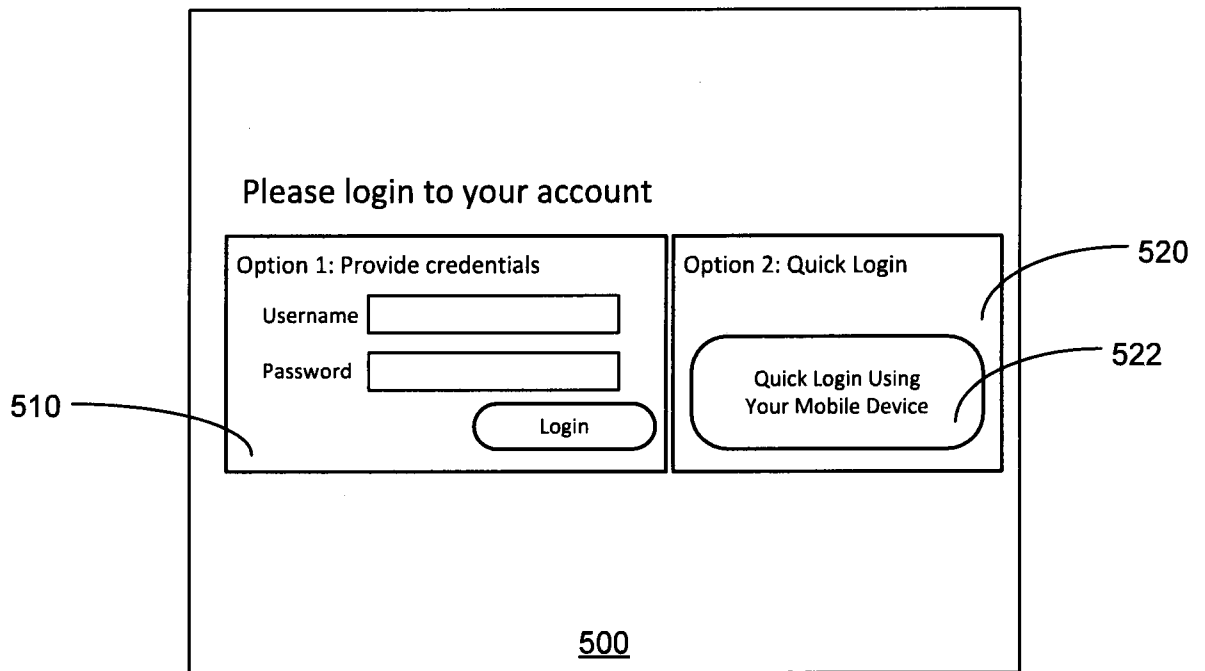 Please login to your account
Option 1: Provide credentials
Username
Password
Login
510
Option 2: Quick Login
Quick Login Using
Your Mobile Device
520
522
500